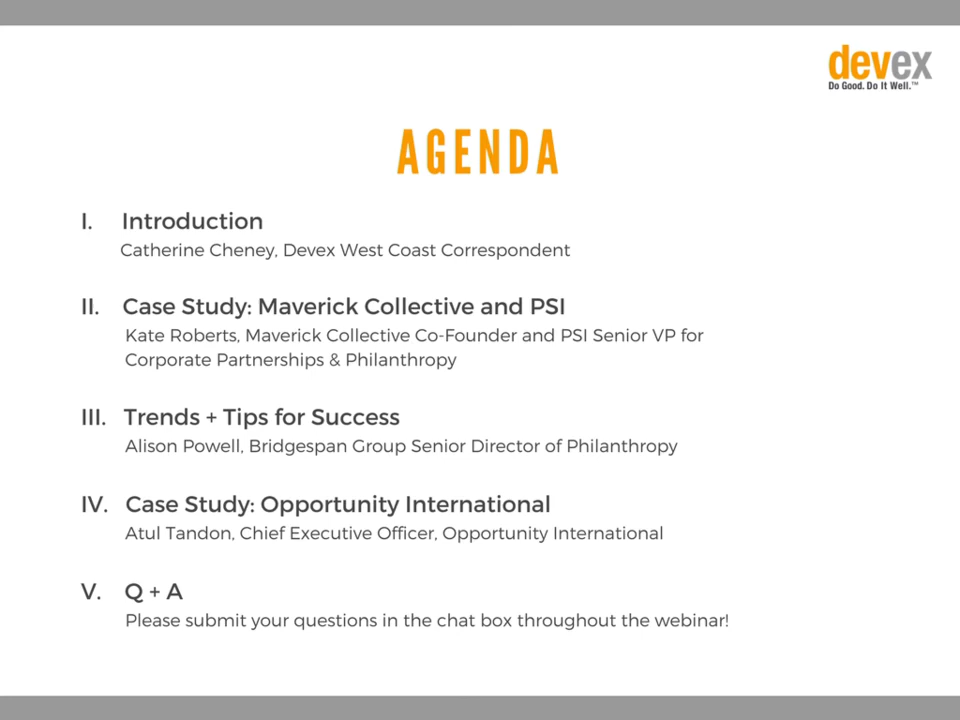 devex
Do Good. Do It Well.™
AGENDA
I. Introduction
Catherine Cheney, Devex West Coast Correspondent
II. Case Study: Maverick Collective and PSI
Kate Roberts, Maverick Collective Co-Founder and PSI Senior VP for
Corporate Partnerships & Philanthropy
III. Trends + Tips for Success
Alison Powell, Bridgespan Group Senior Director of Philanthropy
IV. Case Study: Opportunity International
Atul Tandon, Chief Executive Officer, Opportunity International
V. Q + A
Please submit your questions in the chat box throughout the webinar!